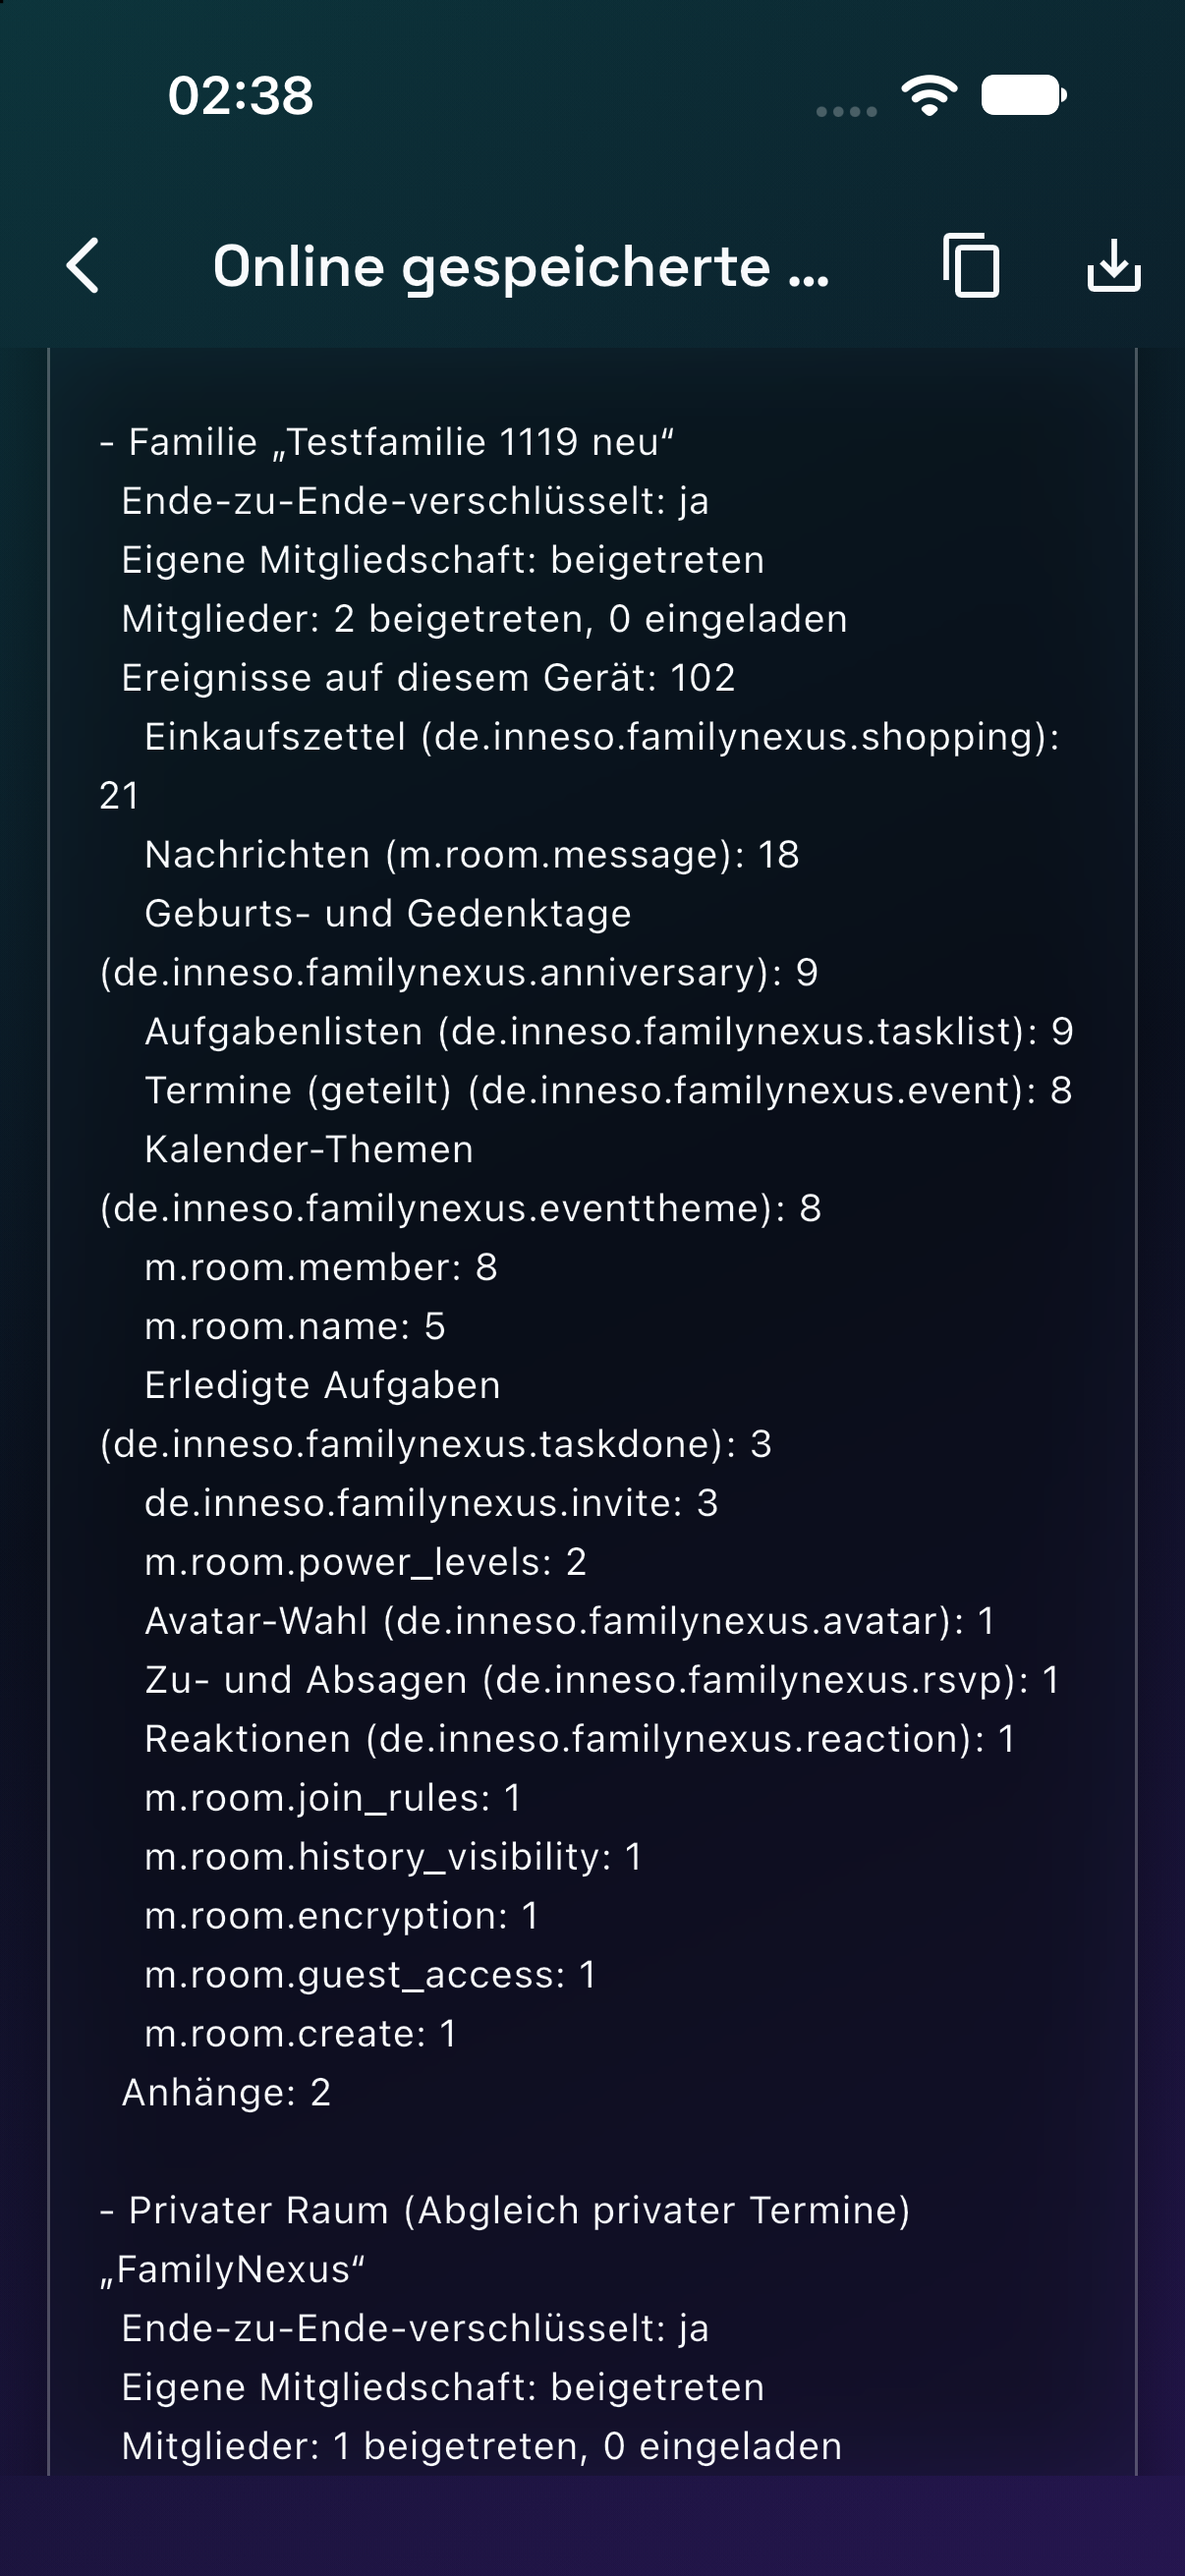 02:38
Online gespeicherte ...
- Familie „Testfamilie 1119 neu“
Ende-zu-Ende-verschlüsselt: ja
Eigene Mitgliedschaft: beigetreten
Mitglieder: 2 beigetreten, 0 eingeladen
Ereignisse auf diesem Gerät: 102
Einkaufszettel (de.inneso.familynexus.shopping):
21
Nachrichten (m.room.message): 18
Geburts- und Gedenktage
(de.inneso.familynexus.anniversary): 9
Aufgabenlisten (de.inneso.familynexus.tasklist): 9
Termine (geteilt) (de.inneso.familynexus.event): 8
Kalender-Themen
(de.inneso.familynexus.eventtheme): 8
m.room.member: 8
m.room.name: 5
Erledigte Aufgaben
(de.inneso.familynexus.taskdone): 3
de.inneso.familynexus.invite: 3
m.room.power_levels: 2
Avatar-Wahl (de.inneso.familynexus.avatar): 1
Zu- und Absagen (de.inneso.familynexus.rsvp): 1
Reaktionen (de.inneso.familynexus.reaction): 1
m.room.join_rules: 1
m.room.history_visibility: 1
m.room.encryption: 1
m.room.guest_access: 1
m.room.create: 1
Anhänge: 2
- Privater Raum (Abgleich privater Termine)
„FamilyNexus“
Ende-zu-Ende-verschlüsselt: ja
Eigene Mitgliedschaft: beigetreten
Mitglieder: 1 beigetreten, 0 eingeladen